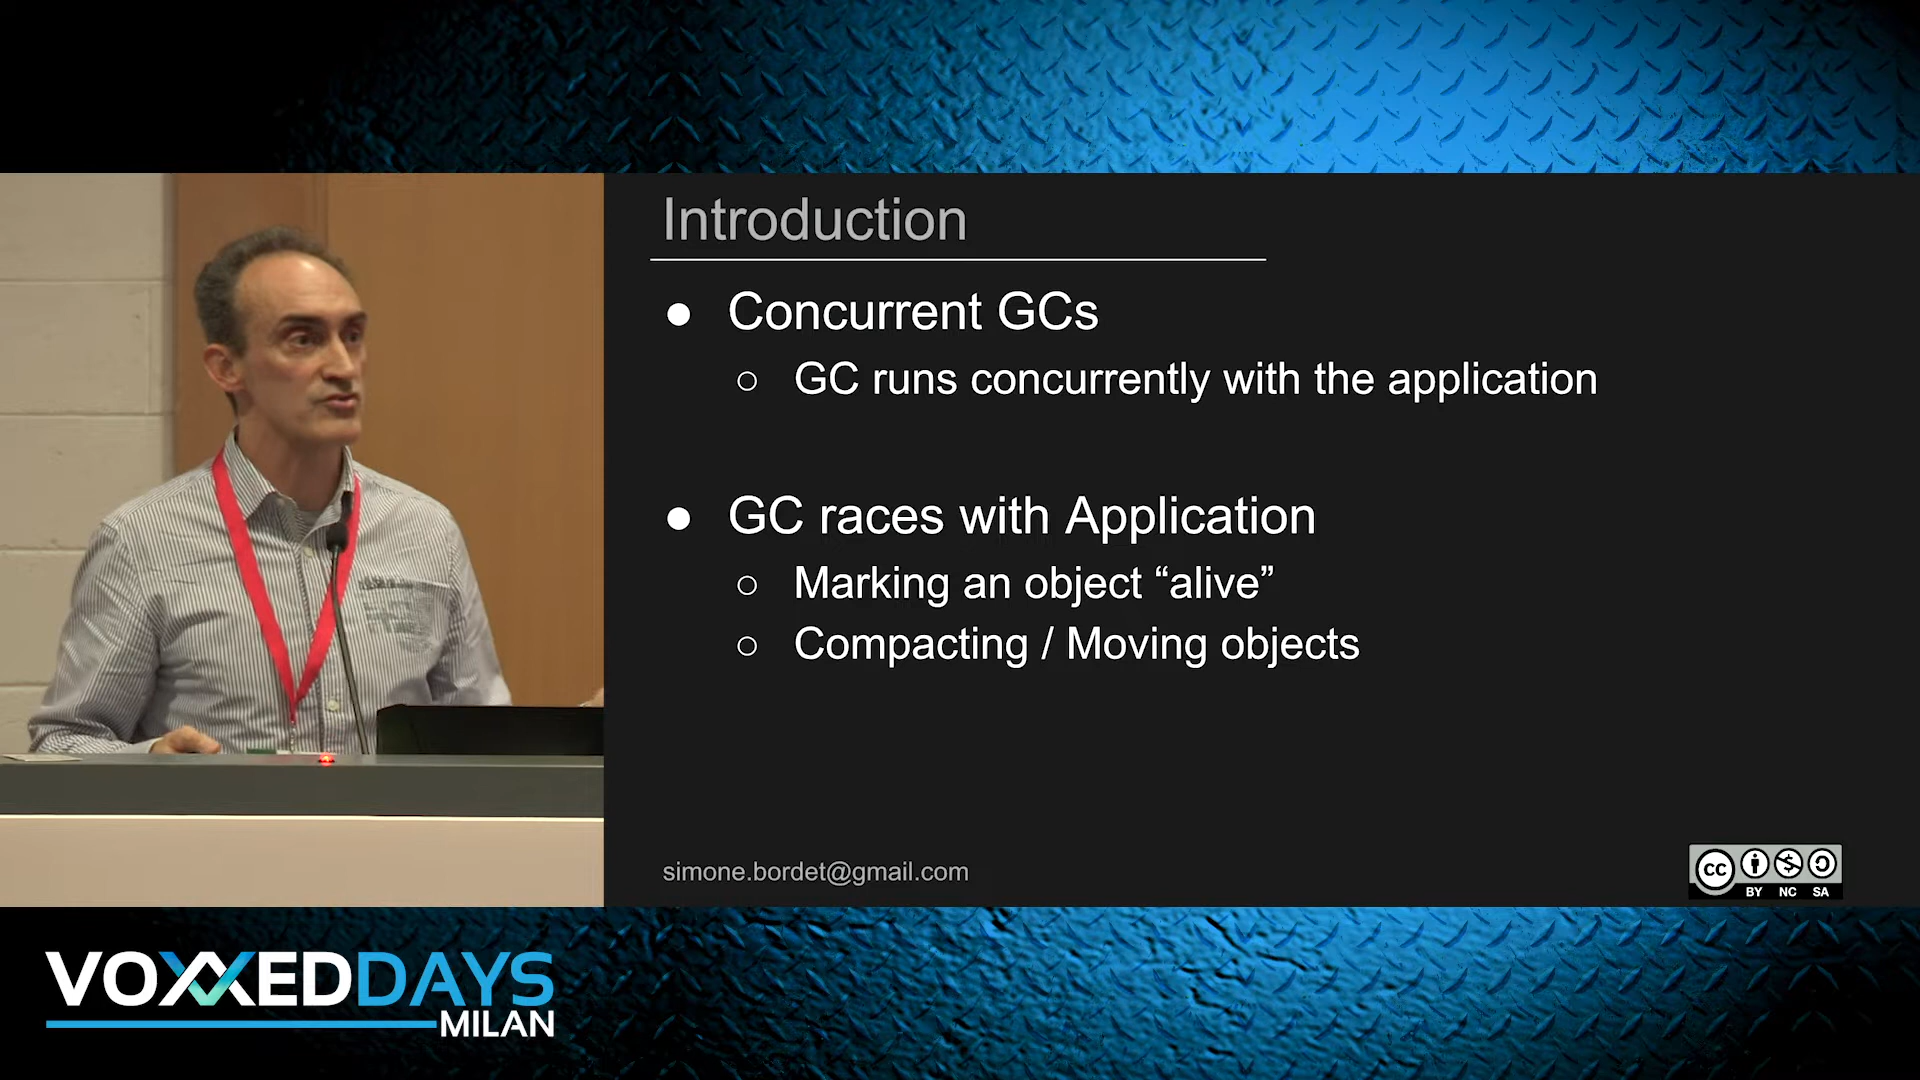 Introduction
● Concurrent GCs
○ GC runs concurrently with the application
● GC races with Application
○ Marking an object “alive”
○ Compacting / Moving objects
simone.bordet@gmail.com
CC BY NC SA
VOXXEDDAYS
MILAN